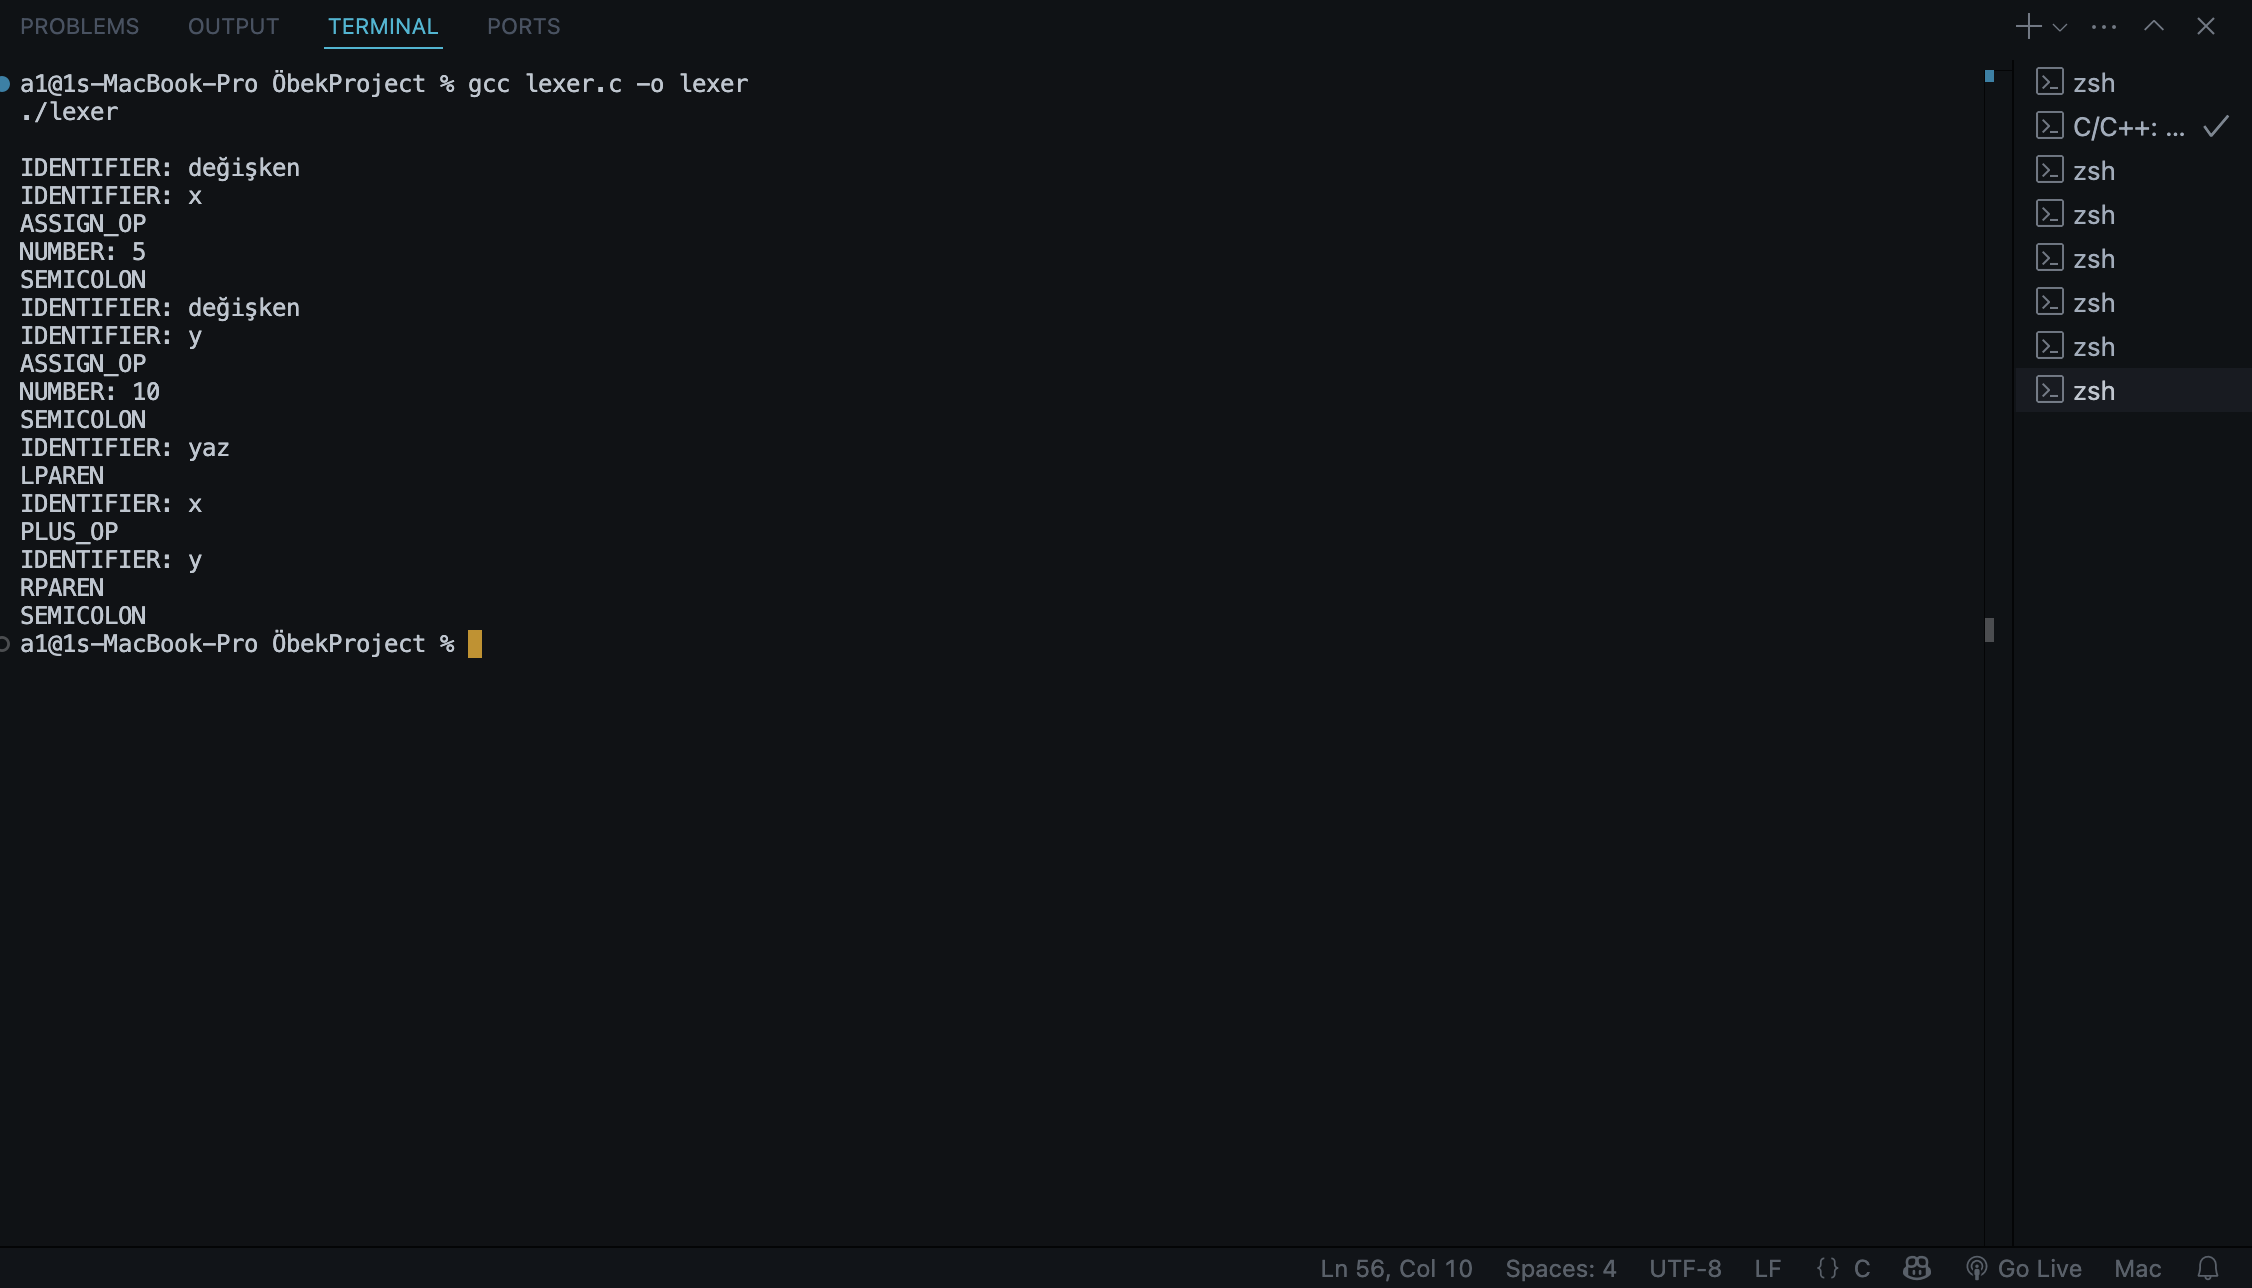 PROBLEMS OUTPUT TERMINAL PORTS
a1@1s-MacBook-Pro ÖbekProject % gcc lexer.c -o lexer
./lexer
IDENTIFIER: değişken
IDENTIFIER: x
ASSIGN_OP
NUMBER: 5
SEMICOLON
IDENTIFIER: değişken
IDENTIFIER: y
ASSIGN_OP
NUMBER: 10
SEMICOLON
IDENTIFIER: yaz
LPAREN
IDENTIFIER: x
PLUS_OP
IDENTIFIER: y
RPAREN
SEMICOLON
a1@1s-MacBook-Pro ÖbekProject %
zsh
C/C++: ...
zsh
zsh
zsh
zsh
zsh
zsh
Ln 56, Col 10 Spaces: 4 UTF-8 LF {} C Go Live Mac